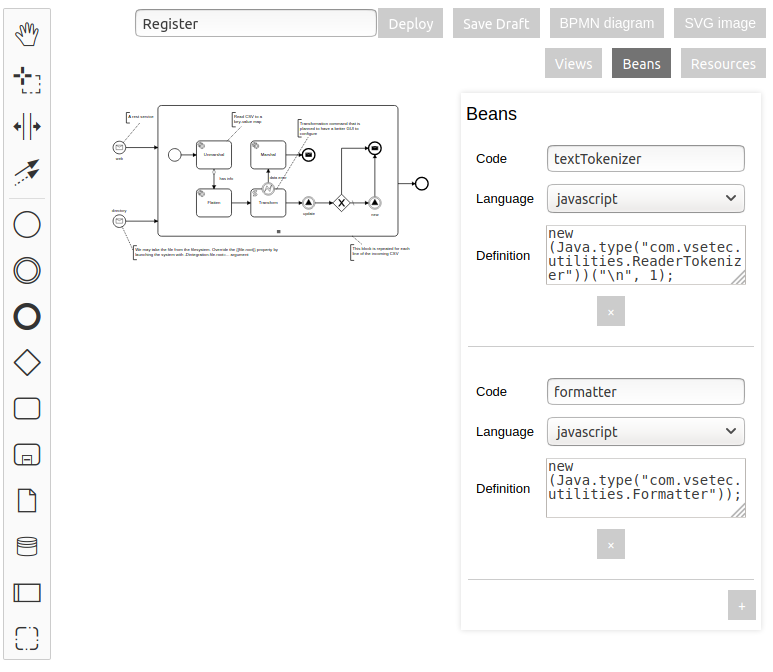 Register
Deploy
Save Draft
BPMN diagram
SVG image
Views
Beans
Resources
Beans
Code
textTokenizer
Language
javascript
Definition
new
(Java.type("com.vsetec.
utilities.ReaderTokeniz
er"))("\n", 1);
×
Code
formatter
Language
javascript
Definition
new
(Java.type("com.vsetec.
utilities.Formatter"));
×
+
A rest service
Read CSV to a
key-value map
Transformation command that is
planned to have a better GUI to
configure
web
Unmarshal
Marshal
has info
data error
directory
Flatten
Transform
update
new
We may take the file from the filesystem. Override the [[file.root]] property by
launching the system with
argument
This block is repeated for each
line of the incoming CSV